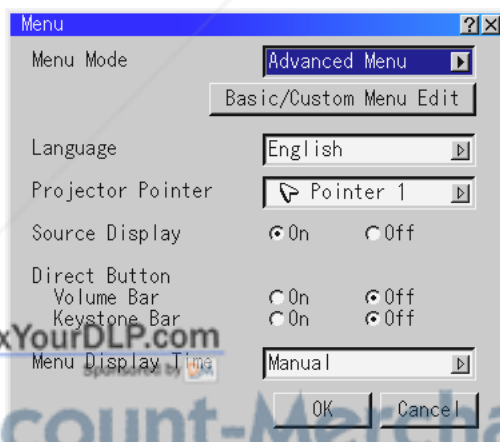 Menu
?
×
Menu Mode
Advanced Menu
Basic/Custom Menu Edit
Language
English
Projector Pointer
Pointer 1
Source Display
On Off
Direct Button
Volume Bar
On Off
Keystone Bar
On Off
xYourDLP.com
Sponsored by
Menu Display Time
Manual
OK
Cancel
count-Mercha